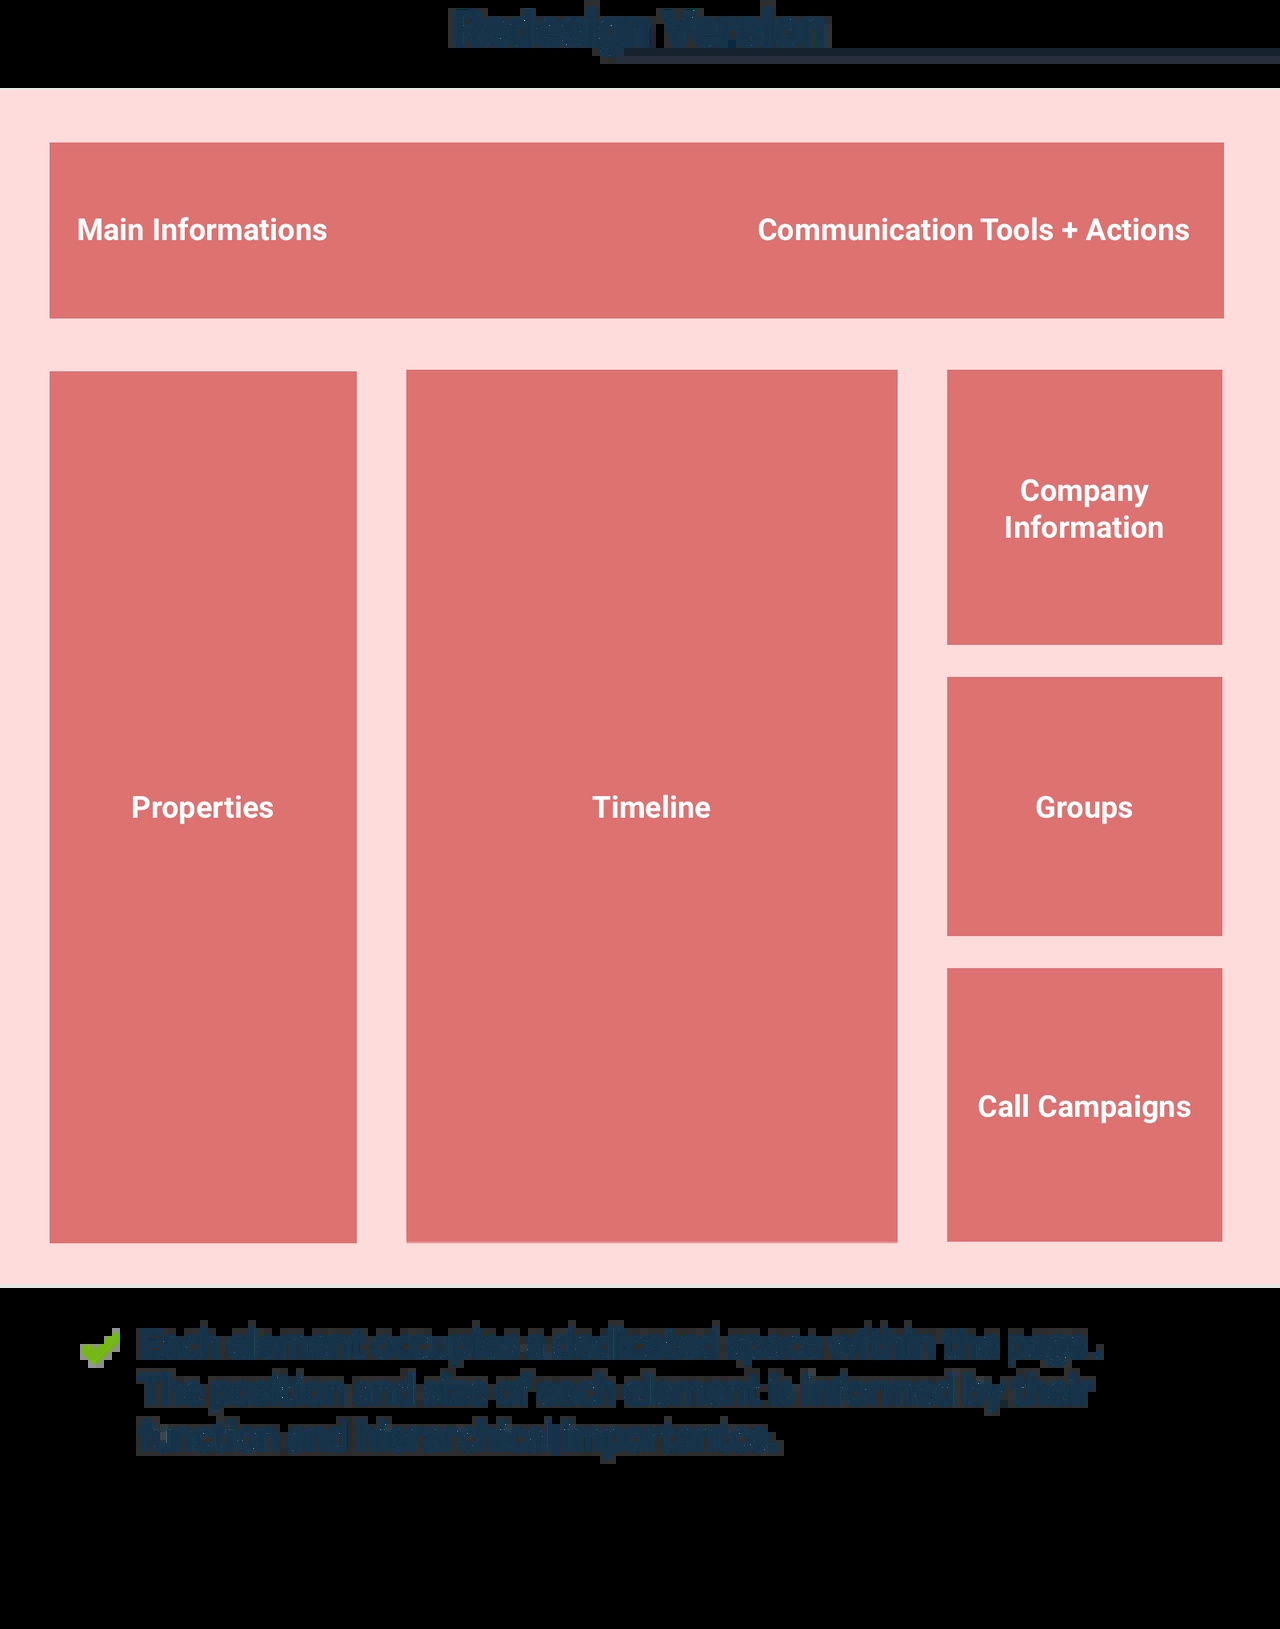 Redesign Version
Main Informations
Communication Tools + Actions
Company
Information
Properties
Timeline
Groups
Call Campaigns
Each element occupies a dedicated space within the page.
The position and size of each element is informed by their
function and hierarchical importance.